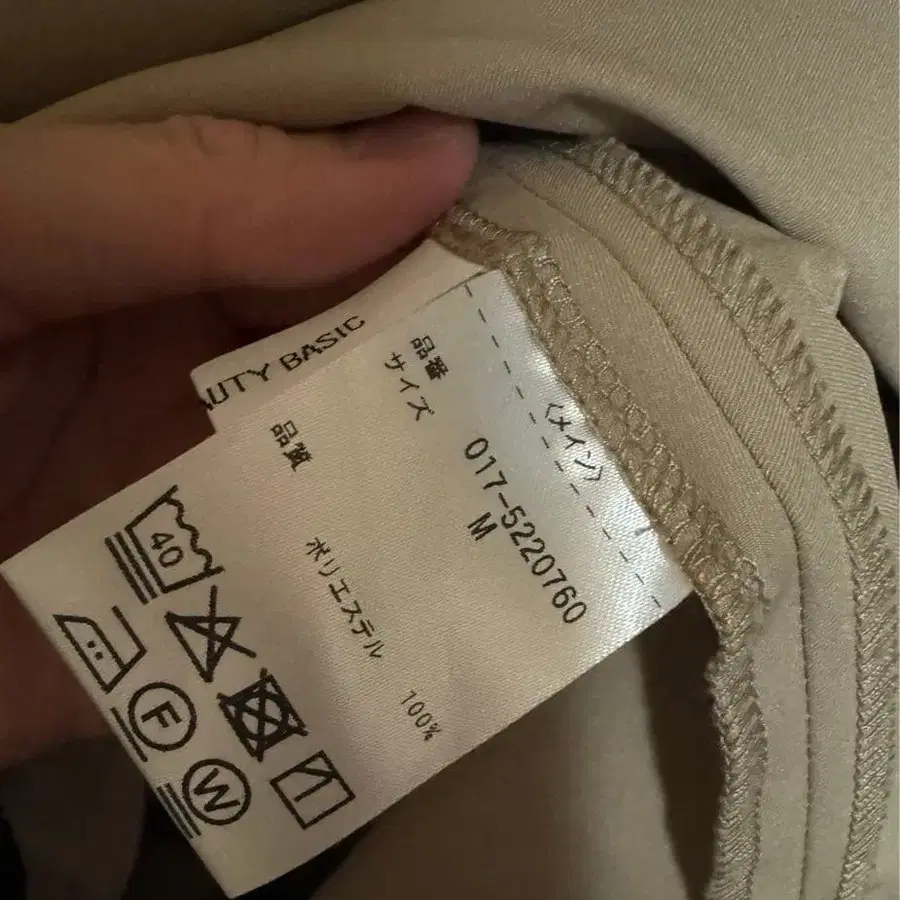 AUTY BASIC
〈メイン〉
品番 017-5220760
サイズ M
品質
ポリエステル 100%
40
F
W